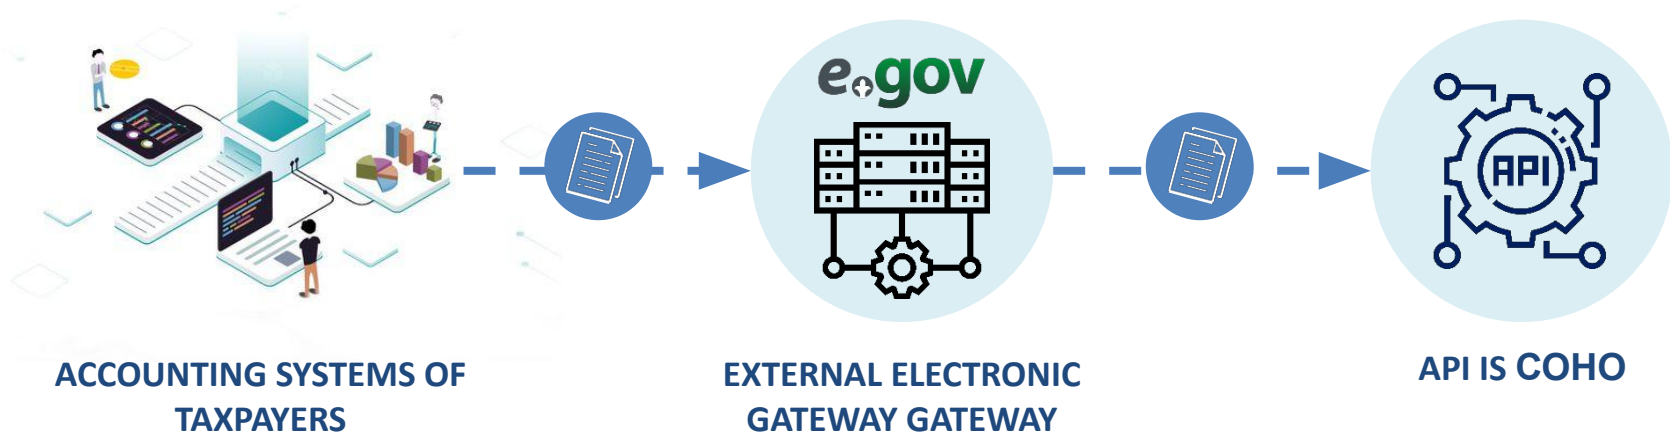 e.gov
API
ACCOUNTING SYSTEMS OF
TAXPAYERS
EXTERNAL ELECTRONIC
GATEWAY GATEWAY
API IS COHO